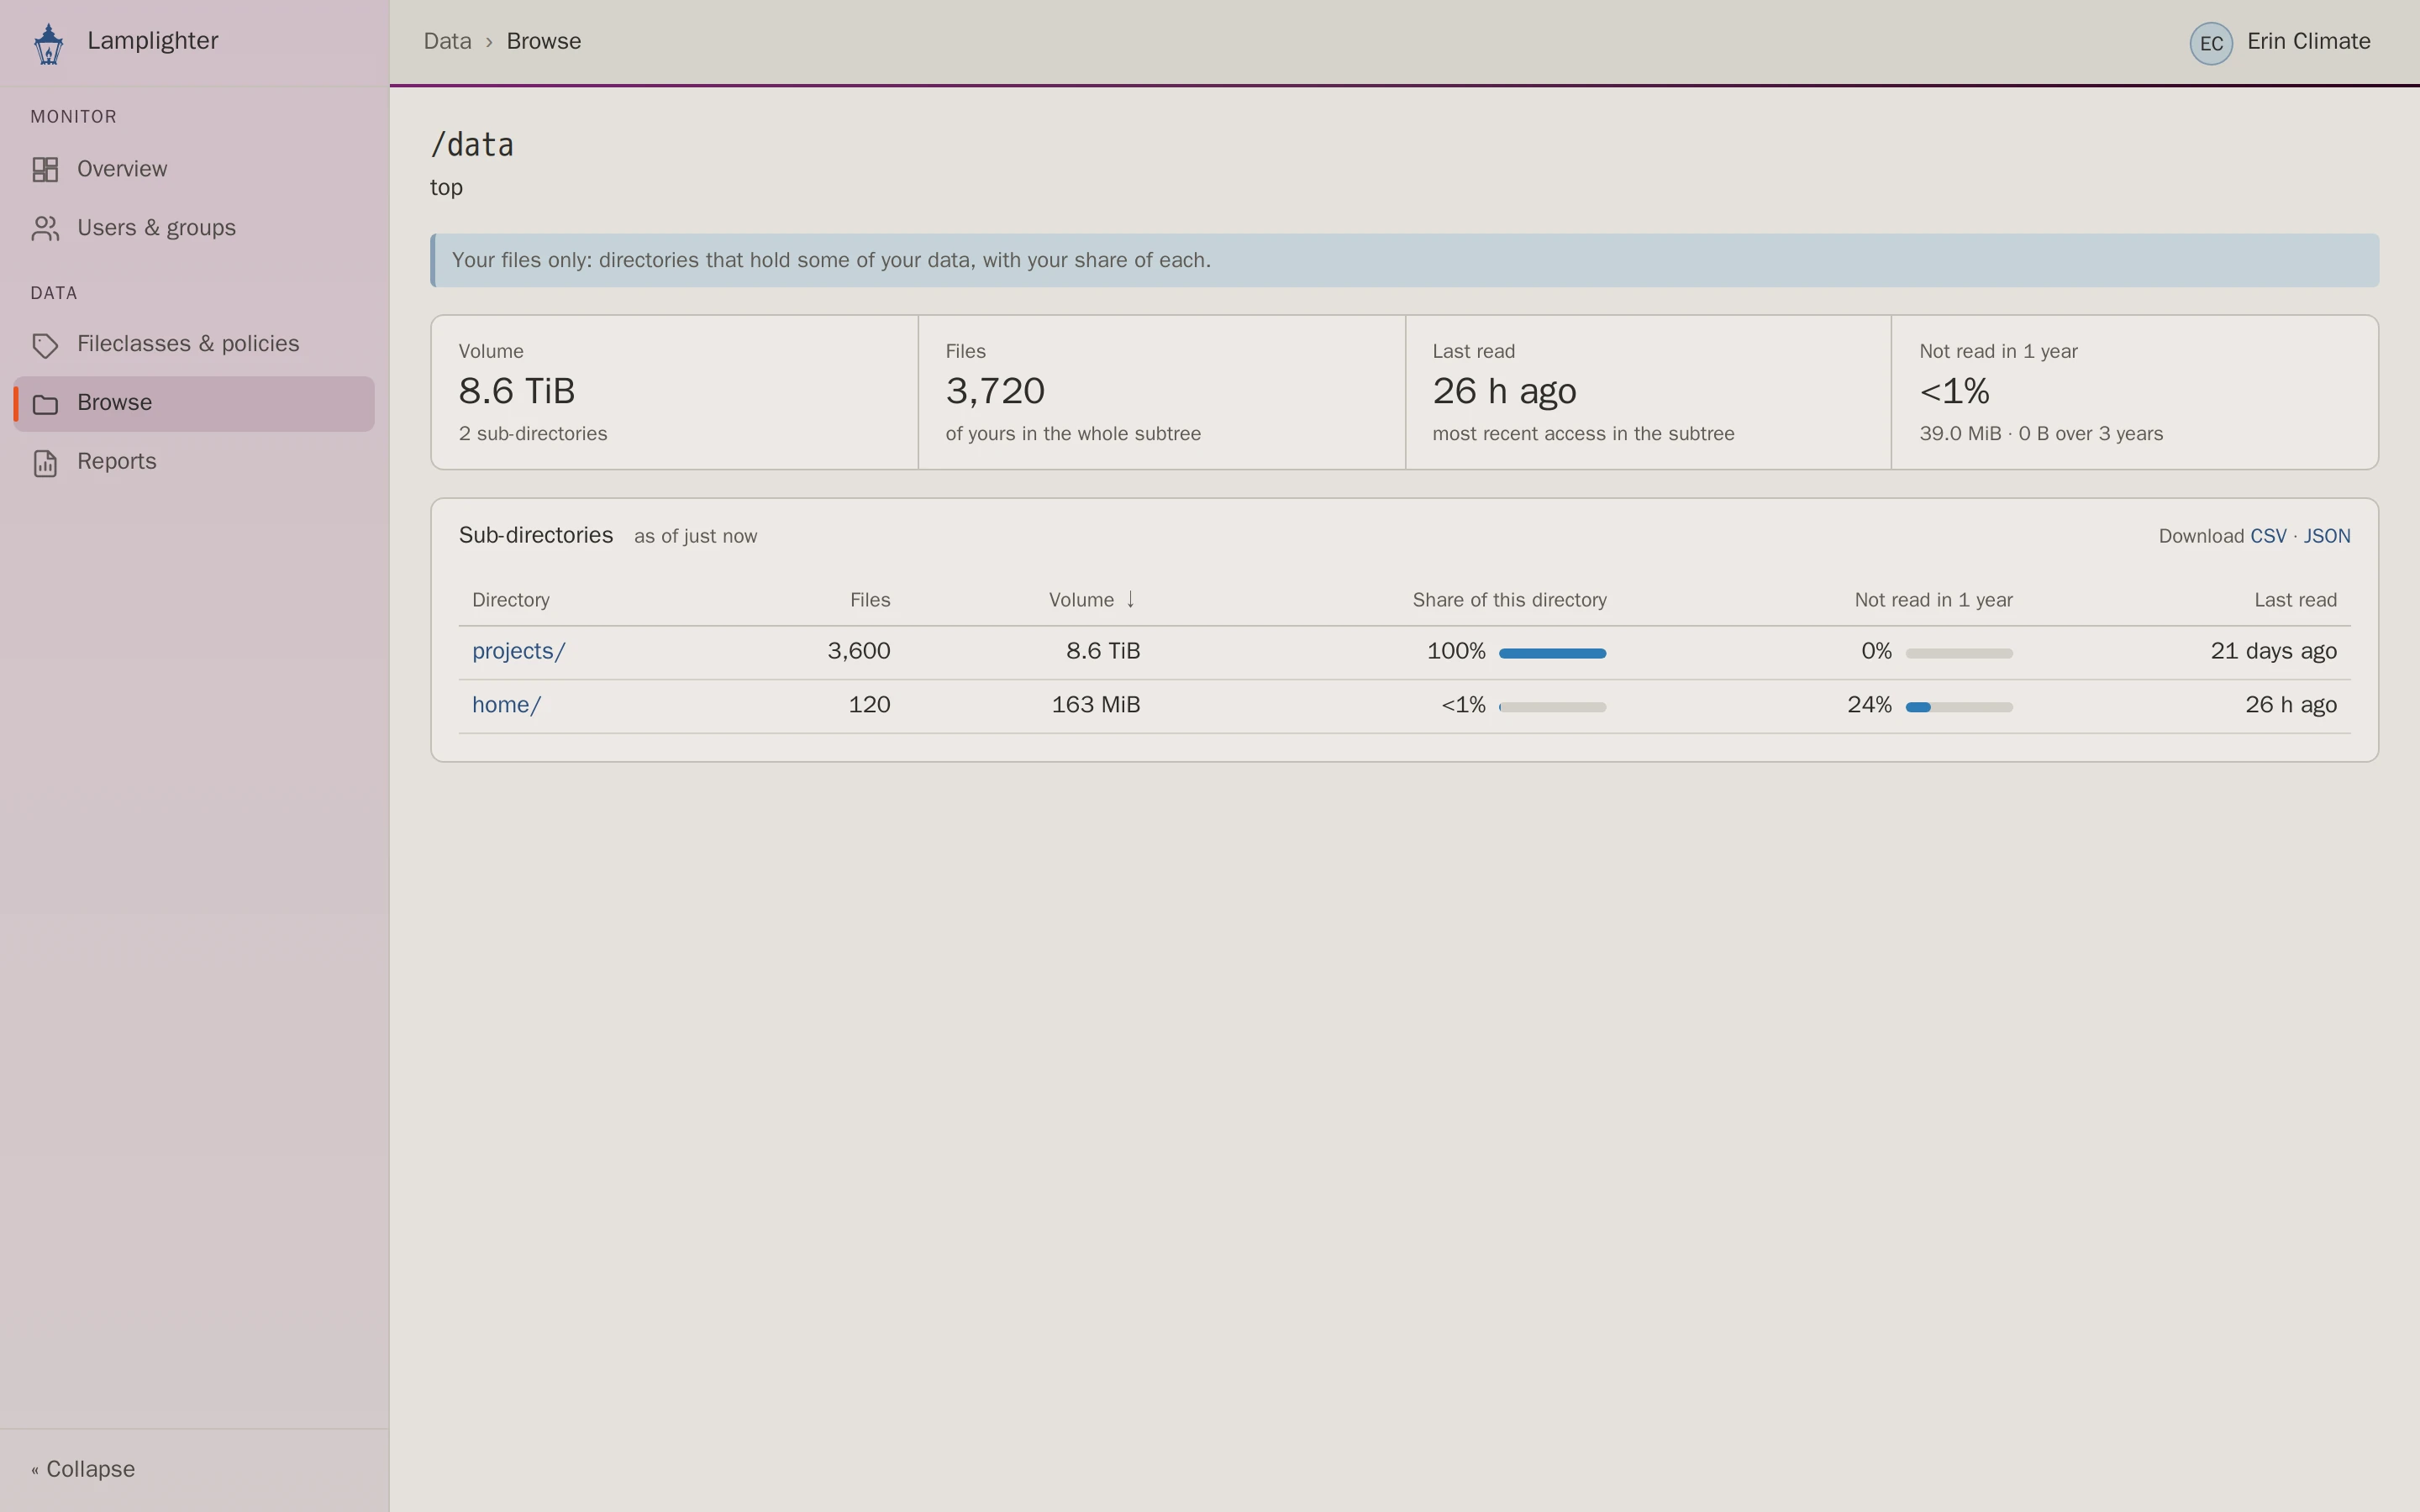 Lamplighter
Data › Browse
EC Erin Climate
MONITOR
Overview
Users & groups
DATA
Fileclasses & policies
Browse
Reports
« Collapse
/data
top
Your files only: directories that hold some of your data, with your share of each.
Volume
8.6 TiB
2 sub-directories
Files
3,720
of yours in the whole subtree
Last read
26 h ago
most recent access in the subtree
Not read in 1 year
<1%
39.0 MiB · 0 B over 3 years
Sub-directories as of just now
Download CSV · JSON
Directory Files Volume ↓ Share of this directory Not read in 1 year Last read
projects/ 3,600 8.6 TiB 100% 0% 21 days ago
home/ 120 163 MiB <1% 24% 26 h ago